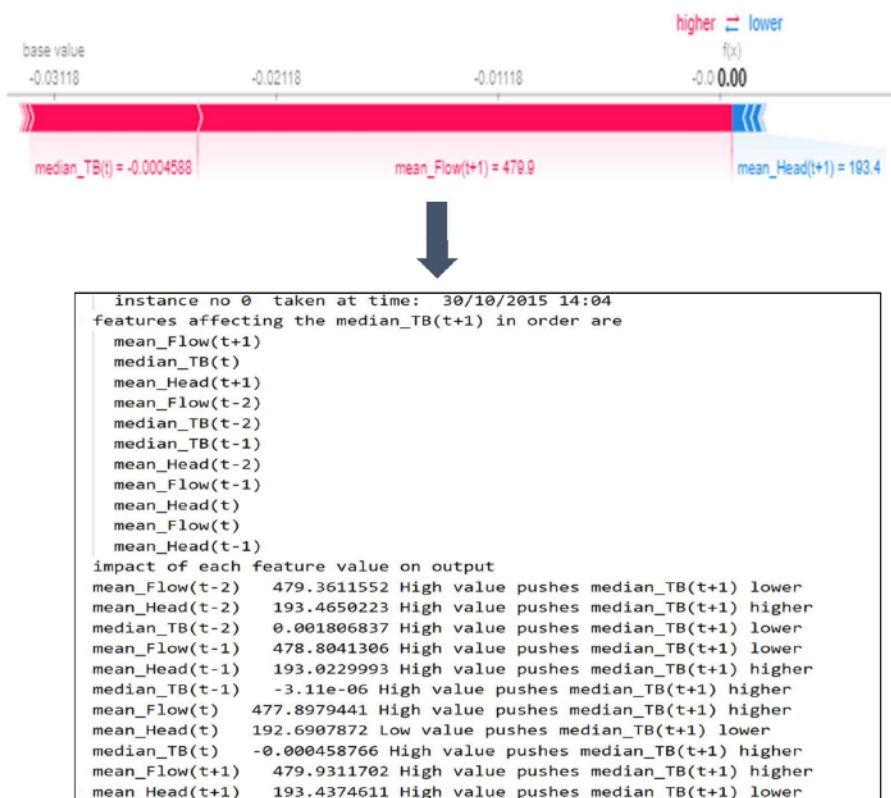 higher ⇄ lower
base value f(x)
-0.03118 -0.02118 -0.01118 -0.0 0.00
median_TB(t) = -0.0004588 mean_Flow(t+1) = 479.9 mean_Head(t+1) = 193.4
instance no 0 taken at time: 30/10/2015 14:04
features affecting the median_TB(t+1) in order are
mean_Flow(t+1)
median_TB(t)
mean_Head(t+1)
mean_Flow(t-2)
median_TB(t-2)
median_TB(t-1)
mean_Head(t-2)
mean_Flow(t-1)
mean_Head(t)
mean_Flow(t)
mean_Head(t-1)
impact of each feature value on output
mean_Flow(t-2) 479.3611552 High value pushes median_TB(t+1) lower
mean_Head(t-2) 193.4650223 High value pushes median_TB(t+1) higher
median_TB(t-2) 0.001806837 High value pushes median_TB(t+1) lower
mean_Flow(t-1) 478.8041306 High value pushes median_TB(t+1) lower
mean_Head(t-1) 193.0229993 High value pushes median_TB(t+1) higher
median_TB(t-1) -3.11e-06 High value pushes median_TB(t+1) higher
mean_Flow(t) 477.8979441 High value pushes median_TB(t+1) higher
mean_Head(t) 192.6907872 Low value pushes median_TB(t+1) lower
median_TB(t) -0.000458766 High value pushes median_TB(t+1) higher
mean_Flow(t+1) 479.9311702 High value pushes median_TB(t+1) higher
mean_Head(t+1) 193.4374611 High value pushes median_TB(t+1) lower